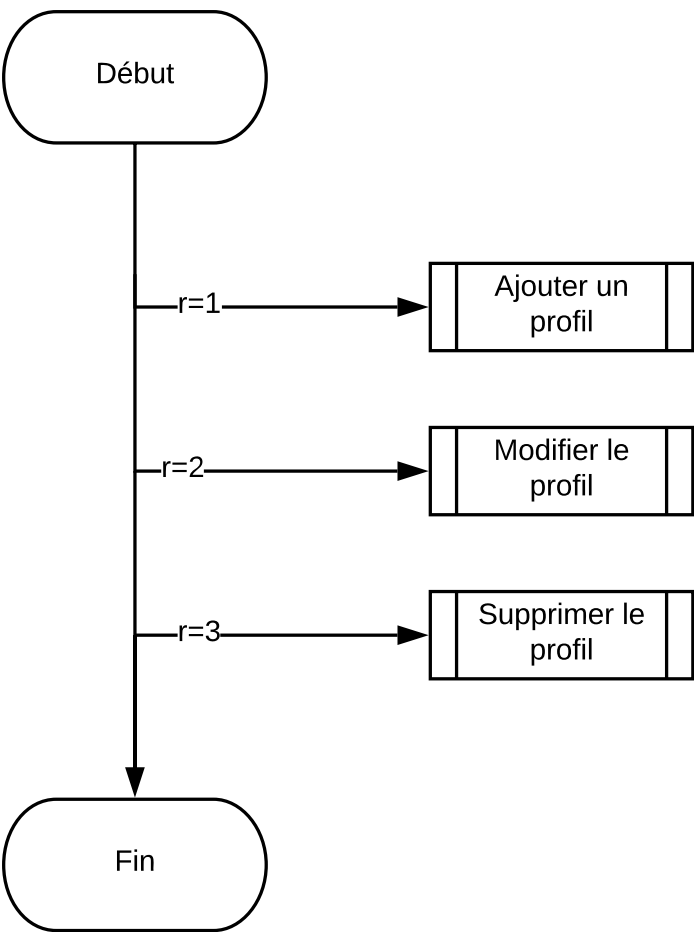 Début
r=1
Ajouter un
profil
r=2
Modifier le
profil
r=3
Supprimer le
profil
Fin